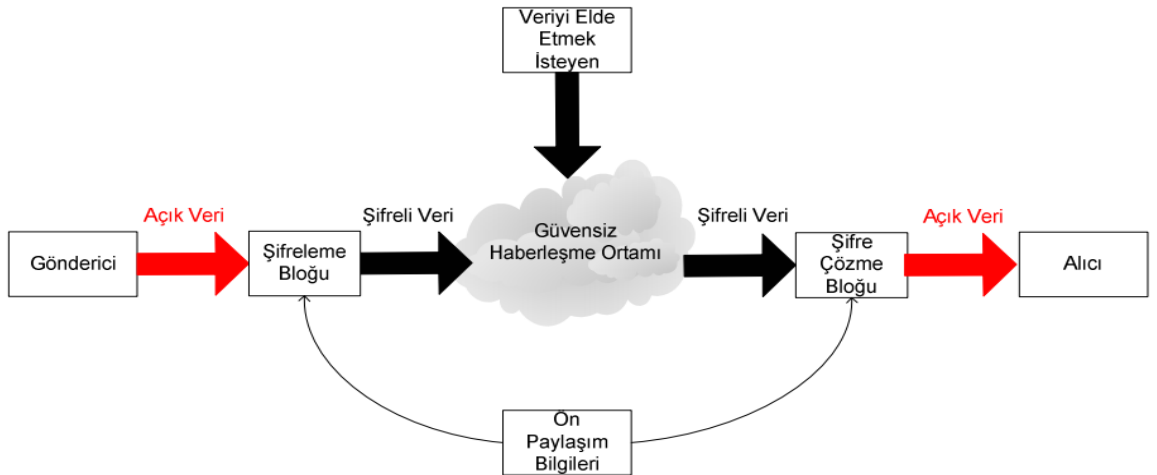 Veriyi Elde
Etmek
İsteyen
Açık Veri
Şifreli Veri
Şifreli Veri
Açık Veri
Gönderici
Şifreleme
Bloğu
Güvensiz
Haberleşme Ortamı
Şifre
Çözme
Bloğu
Alıcı
Ön
Paylaşım
Bilgileri